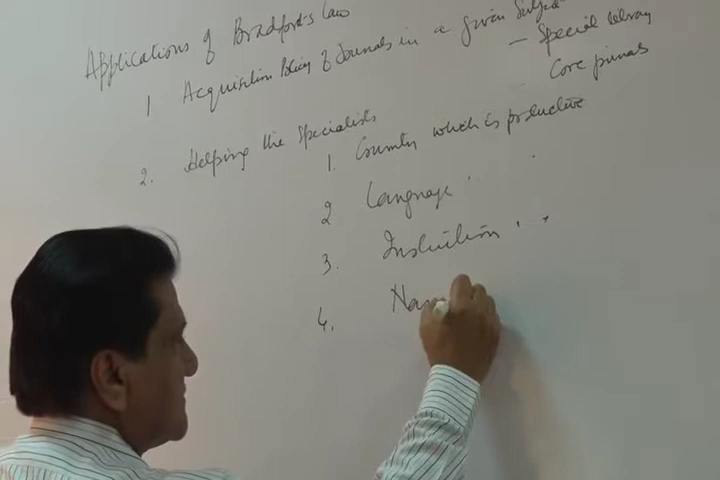 Applications of Bradford's Law
1 Acquisition Policy of Journals in a given Subject
- Special library
Core journals
2. Helping the Specialists
1. Country which is productive
2 Language " "
3. Institution " "
4. Nam